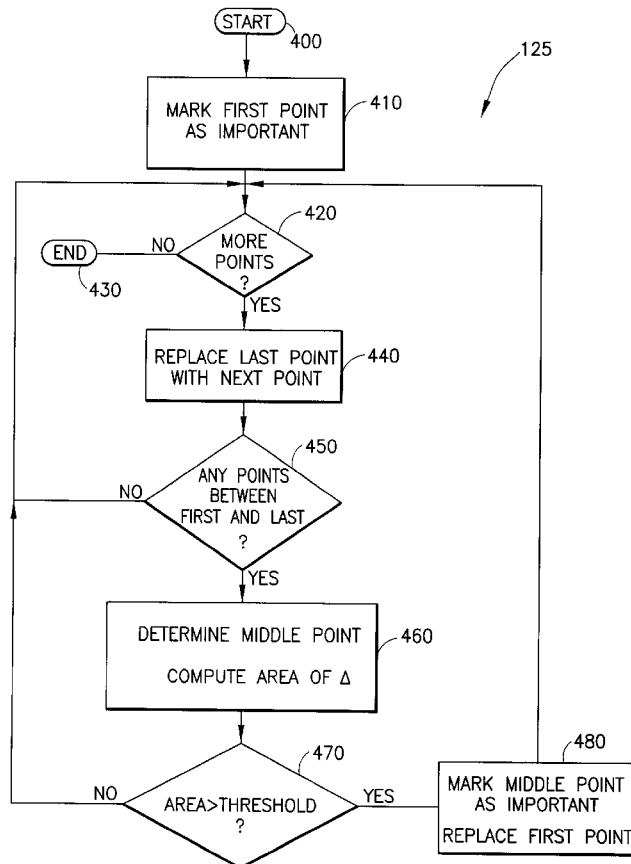 START
400
125
MARK FIRST POINT
AS IMPORTANT
410
420
MORE
POINTS
?
NO
END
430
YES
REPLACE LAST POINT
WITH NEXT POINT
440
450
ANY POINTS
BETWEEN
FIRST AND LAST
?
NO
YES
DETERMINE MIDDLE POINT
COMPUTE AREA OF Δ
460
470
AREA>THRESHOLD
?
NO
YES
480
MARK MIDDLE POINT
AS IMPORTANT
REPLACE FIRST POINT